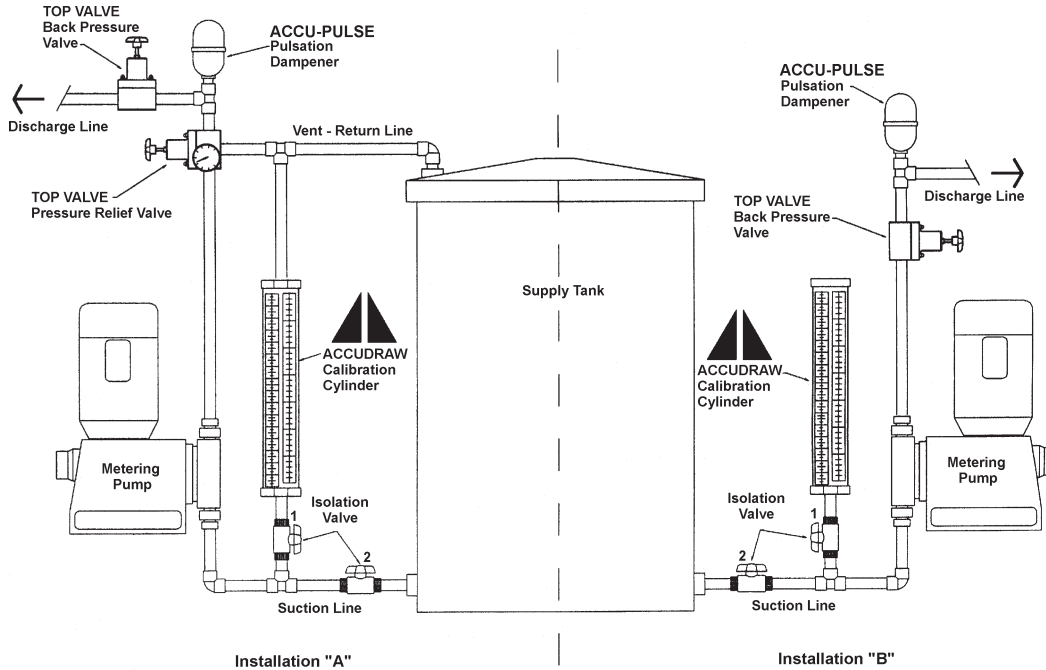 TOP VALVE
Back Pressure
Valve
ACCU-PULSE
Pulsation
Dampener
Discharge Line
Vent - Return Line
TOP VALVE
Pressure Relief Valve
ACCUDRAW
Calibration
Cylinder
Metering
Pump
Isolation
Valve
1
2
Suction Line
Installation "A"
Supply Tank
ACCU-PULSE
Pulsation
Dampener
Discharge Line
TOP VALVE
Back Pressure
Valve
ACCUDRAW
Calibration
Cylinder
Metering
Pump
Isolation
Valve
1
2
Suction Line
Installation "B"